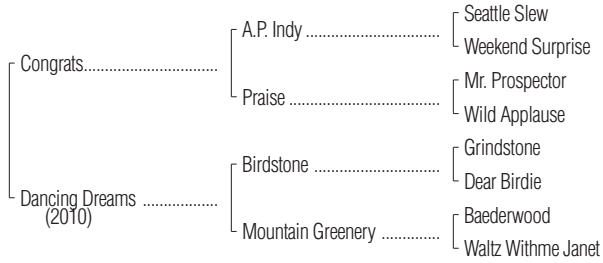 Seattle Slew
A.P. Indy ................................
Weekend Surprise
Congrats................................
Mr. Prospector
Praise ....................................
Wild Applause
Grindstone
Birdstone ...............................
Dear Birdie
Dancing Dreams ..................
(2010)
Baederwood
Mountain Greenery ..............
Waltz Withme Janet